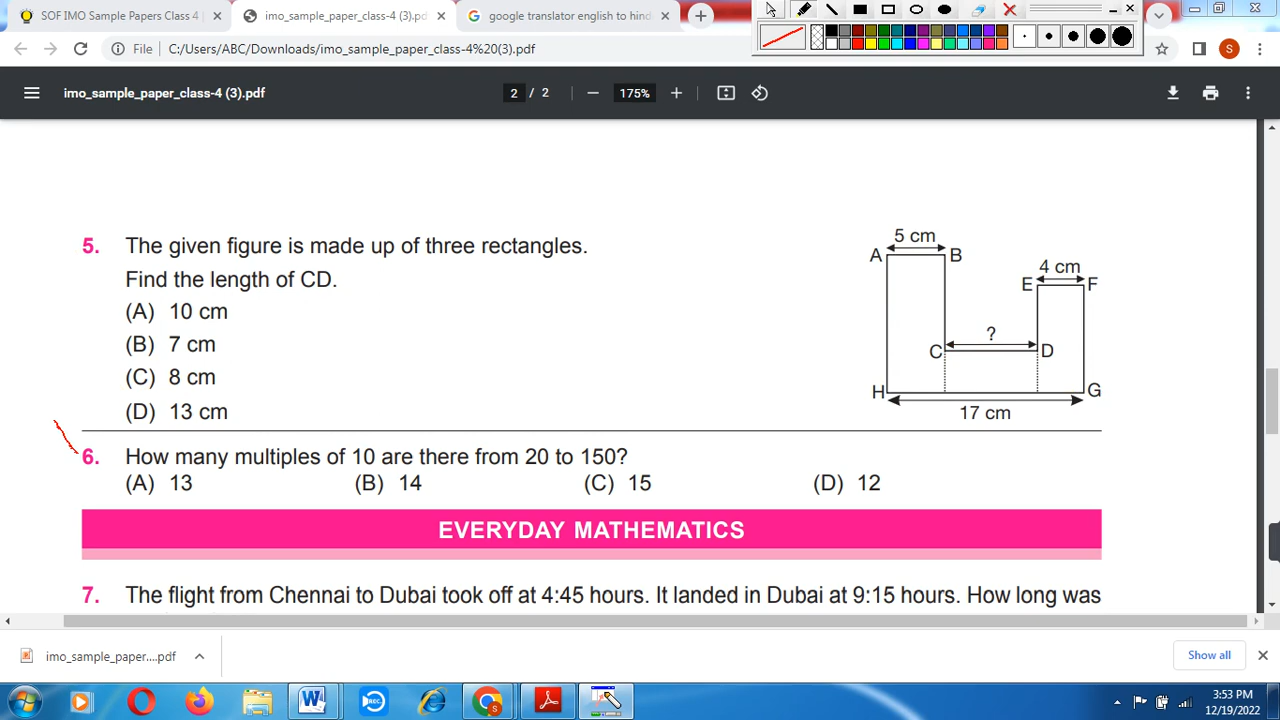 SOF IMO Sample Paper Class 4
imo_sample_paper_class-4 (3).pdf
google translator english to hind
File C:/Users/ABC/Downloads/imo_sample_paper_class-4%20(3).pdf
S
imo_sample_paper_class-4 (3).pdf
2 / 2
175%
5. The given figure is made up of three rectangles.
Find the length of CD.
(A) 10 cm
(B) 7 cm
(C) 8 cm
(D) 13 cm
5 cm
A B
4 cm
E F
?
C D
H G
17 cm
6. How many multiples of 10 are there from 20 to 150?
(A) 13 (B) 14 (C) 15 (D) 12
EVERYDAY MATHEMATICS
7. The flight from Chennai to Dubai took off at 4:45 hours. It landed in Dubai at 9:15 hours. How long was
imo_sample_paper....pdf
Show all
REC
3:53 PM
12/19/2022